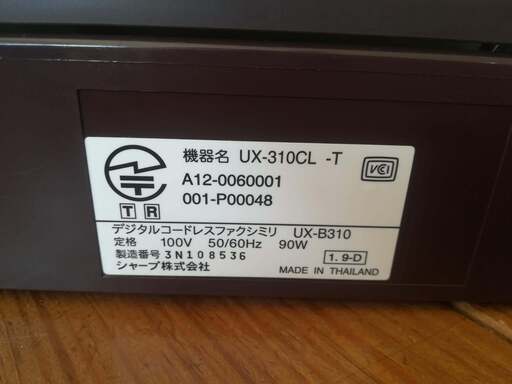 機器名 UX-310CL -T
A12-0060001
001-P00048
T R
VCI
デジタルコードレスファクシミリ UX-B310
定格 100V 50/60Hz 90W
製造番号 3N108536
1. 9-D
シャープ株式会社
MADE IN THAILAND